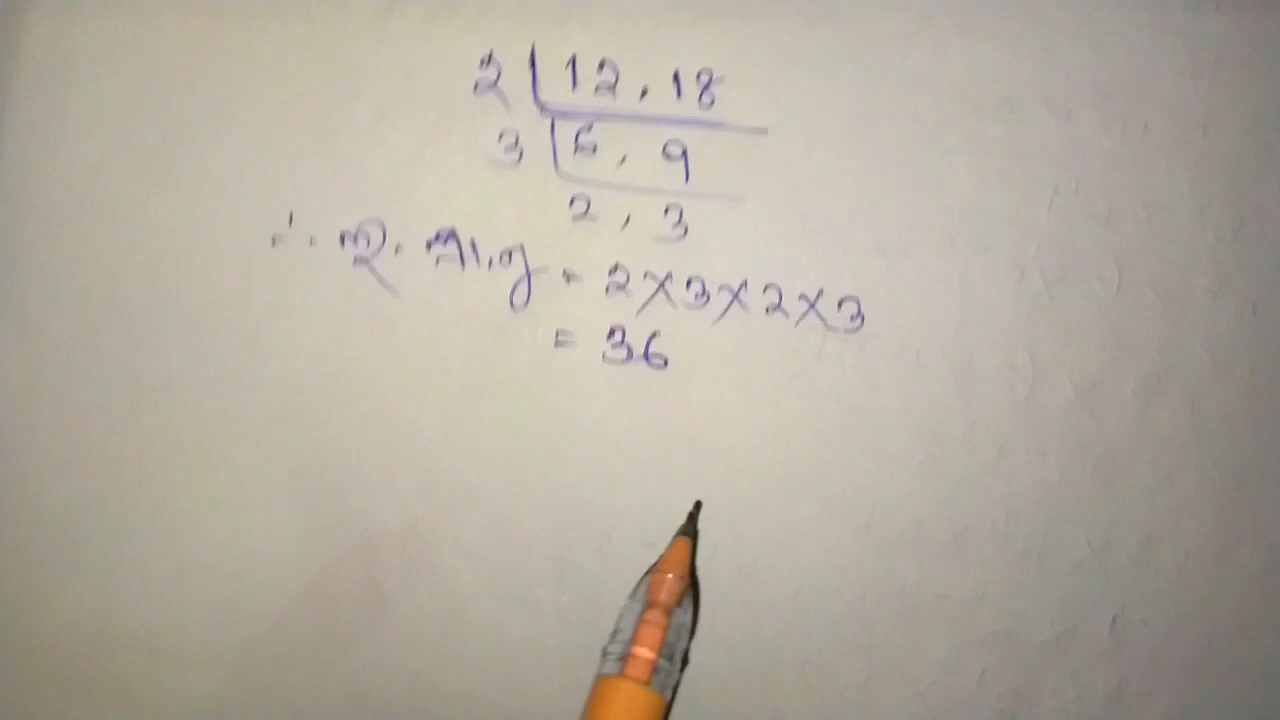 2 | 12, 18
3 | 6, 9
2, 3
∴ ল. সা.গু = 2×3×2×3
= 36